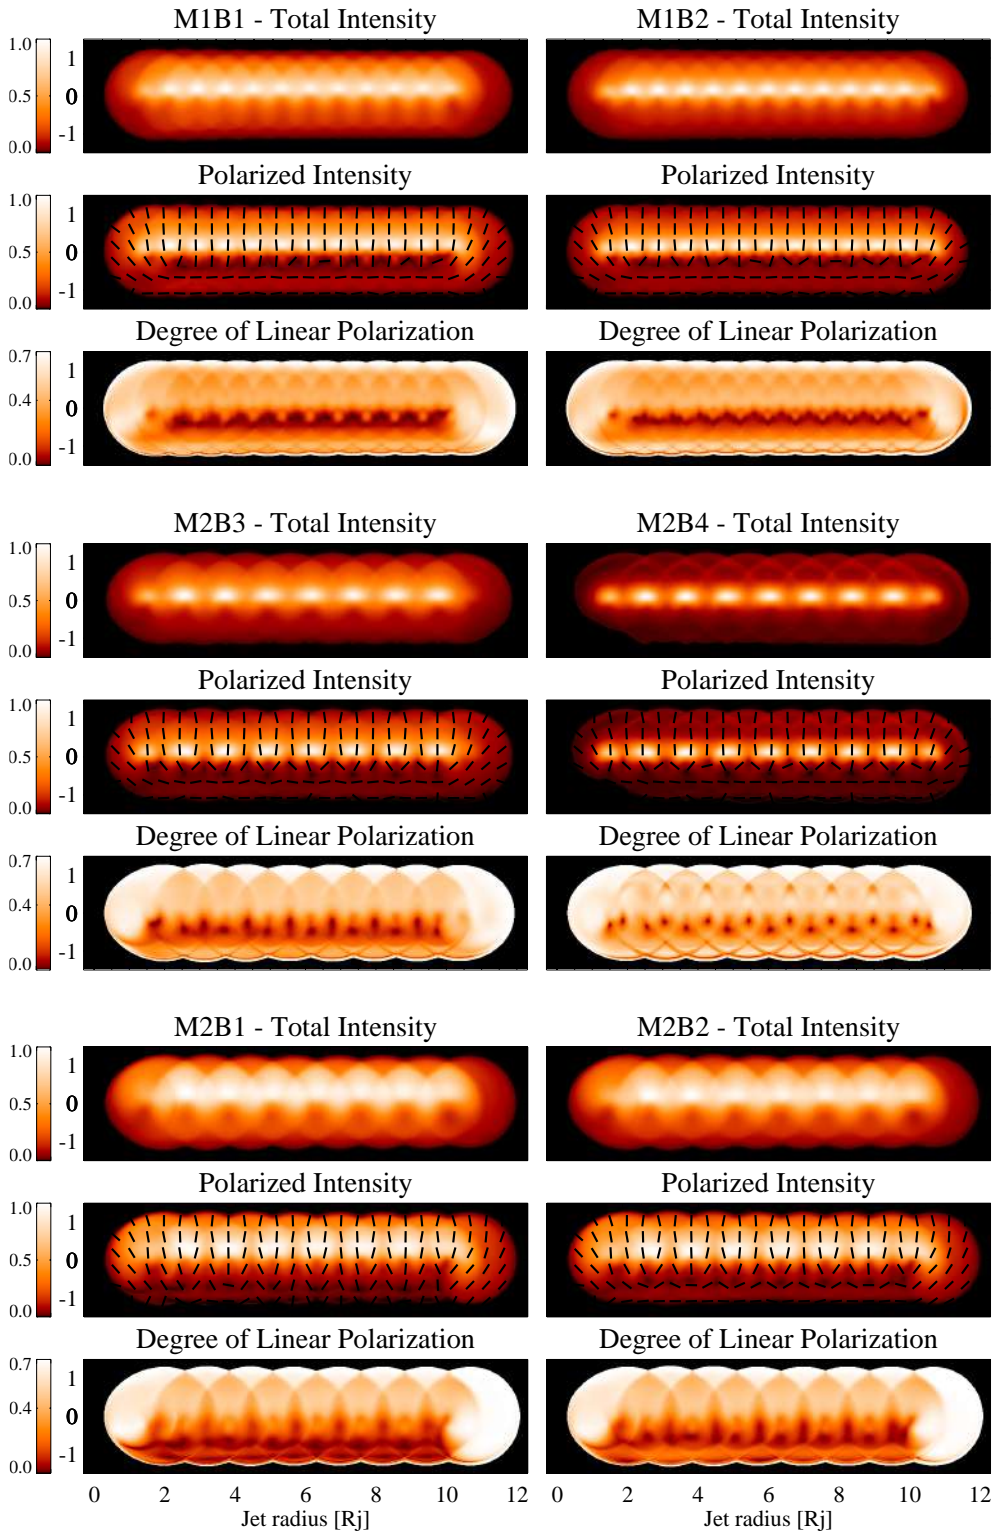 M1B1 - Total Intensity
M1B2 - Total Intensity
1.0
0.5
0.0
1
0
-1
Polarized Intensity
Polarized Intensity
1.0
0.5
0.0
1
0
-1
Degree of Linear Polarization
Degree of Linear Polarization
0.7
0.4
0.0
1
0
-1
M2B3 - Total Intensity
M2B4 - Total Intensity
1.0
0.5
0.0
1
0
-1
Polarized Intensity
Polarized Intensity
1.0
0.5
0.0
1
0
-1
Degree of Linear Polarization
Degree of Linear Polarization
0.7
0.4
0.0
1
0
-1
M2B1 - Total Intensity
M2B2 - Total Intensity
1.0
0.5
0.0
1
0
-1
Polarized Intensity
Polarized Intensity
1.0
0.5
0.0
1
0
-1
Degree of Linear Polarization
Degree of Linear Polarization
0.7
0.4
0.0
1
0
-1
0 2 4 6 8 10 12
0 2 4 6 8 10 12
Jet radius [Rj]
Jet radius [Rj]